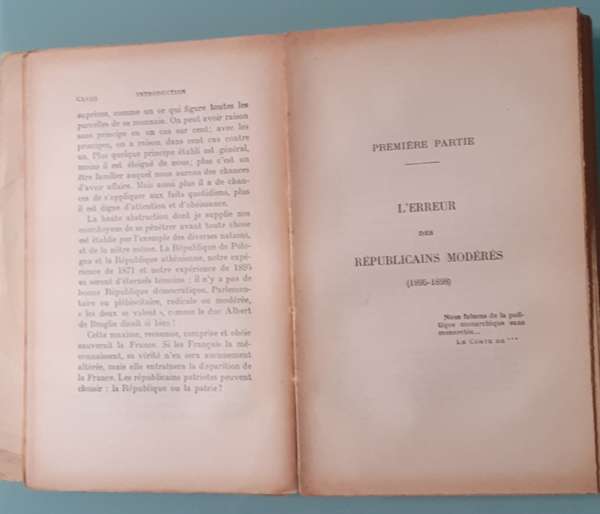 INTRODUCTION
suprême, comme un or qui figure toutes les
parcelles de sa monnaie. On peut avoir raison
sans principe en un cas sur cent ; avec les
principes, on a raison dans cent cas contre
un. Plus quelque principe établi est général,
moins il est éloigné de nous ; plus c'est un
être familier auquel nous aurons des chances
d'avoir affaire. Mais aussi plus il a de chan-
ces de s'appliquer aux faits quotidiens, plus
il est digne d'attention et d'obéissance.
La haute abstraction dont je supplie nos
concitoyens de se pénétrer avant toute chose
est établie par l'exemple des diverses nations,
et de la nôtre même. La République de Polo-
gne et la République athénienne, notre expé-
rience de 1871 et notre expérience de 1895
en seront d'éternels témoins : il n'y a pas de
bonne République démocratique. Parlemen-
taire ou plébiscitaire, radicale ou modérée,
« les deux se valent », comme le duc Albert
de Broglie disait si bien !
Cette maxime, reconnue, comprise et obéie
sauverait la France. Si les Français la mé-
connaissent, sa vérité n'en sera aucunement
altérée, mais elle entraînera la disparition de
la France. Les républicains patriotes peuvent
choisir : la République ou la patrie ?
PREMIÈRE PARTIE
L'ERREUR
DES
RÉPUBLICAINS MODÉRÉS
(1895-1898)
Nous faisons de la poli-
tique monarchique sans
monarchie...
LE COMTE DE ***